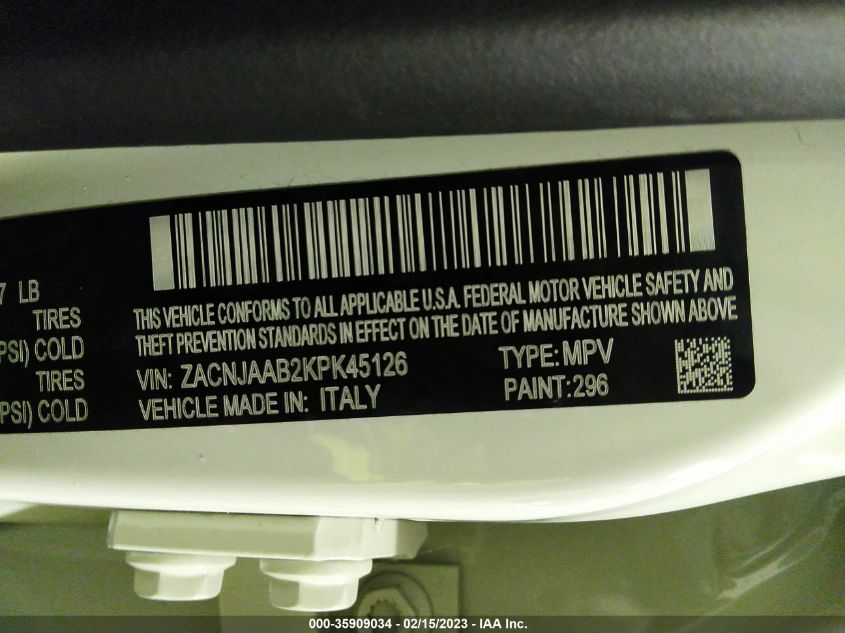 7 LB
TIRES
PSI) COLD
TIRES
PSI) COLD
THIS VEHICLE CONFORMS TO ALL APPLICABLE U.S.A. FEDERAL MOTOR VEHICLE SAFETY AND
THEFT PREVENTION STANDARDS IN EFFECT ON THE DATE OF MANUFACTURE SHOWN ABOVE
VIN: ZACNJAAB2KPK45126 TYPE: MPV
VEHICLE MADE IN: ITALY PAINT: 296
000-35909034 - 02/15/2023 - IAA Inc.